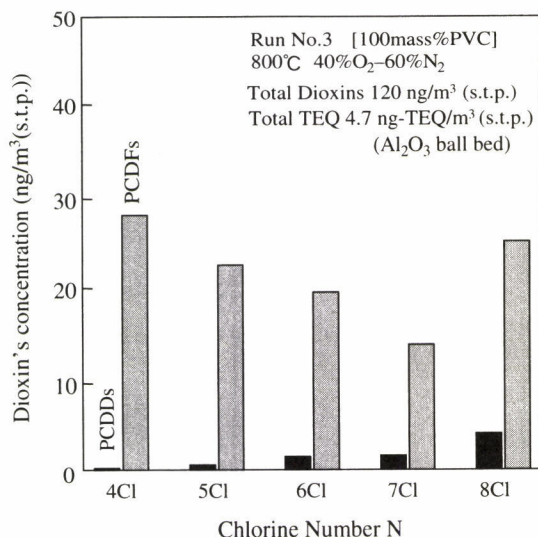 Run No.3 [100mass%PVC]
800℃ 40%O₂–60%N₂
Total Dioxins 120 ng/m³ (s.t.p.)
Total TEQ 4.7 ng-TEQ/m³ (s.t.p.)
(Al₂O₃ ball bed)
Dioxin's concentration (ng/m³(s.t.p.))
50
40
30
20
10
0
PCDDs
PCDFs
4Cl 5Cl 6Cl 7Cl 8Cl
Chlorine Number N